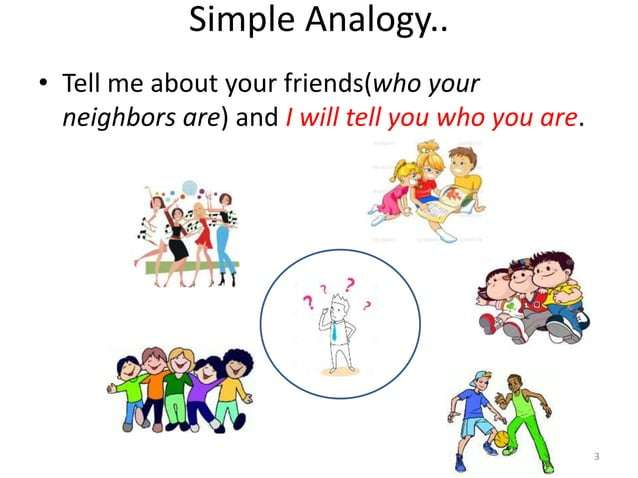 Simple Analogy..
• Tell me about your friends(who your
neighbors are) and I will tell you who you are.
? ? ? ?
3